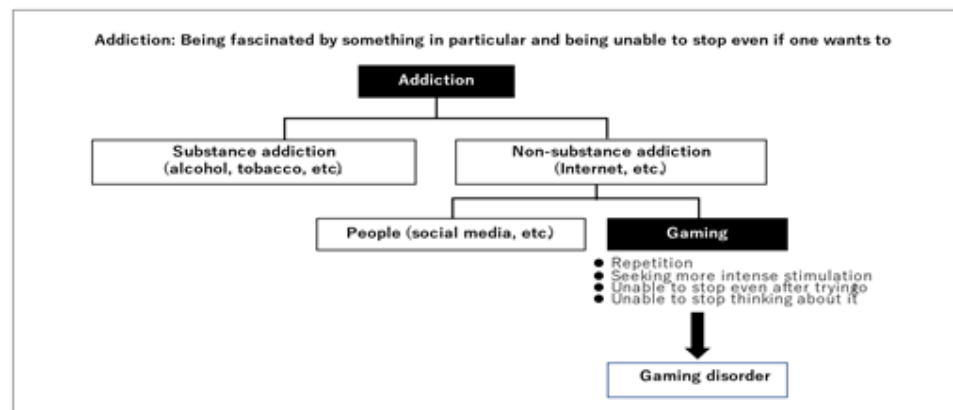 Addiction: Being fascinated by something in particular and being unable to stop even if one wants to
Addiction
Substance addiction
(alcohol, tobacco, etc)
Non-substance addiction
(Internet, etc.)
People (social media, etc)
Gaming
● Repetition
● Seeking more intense stimulation
● Unable to stop even after tryingo
● Unable to stop thinking about it
Gaming disorder